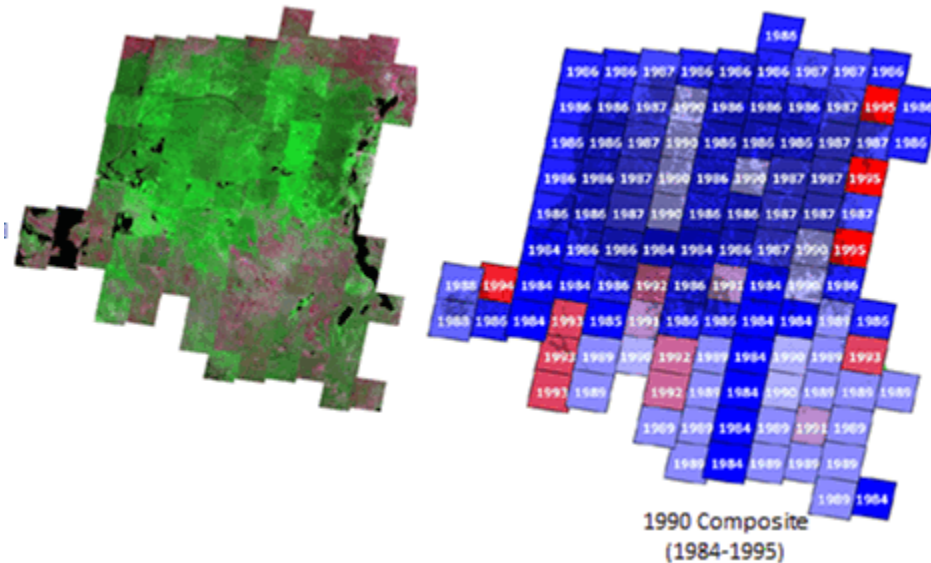 1986
1986 1986 1987 1986 1986 1986 1987 1987 1986
1986 1986 1987 1990 1986 1986 1986 1987 1995 1986
1986 1986 1987 1990 1986 1986 1986 1987 1987 1986
1986 1986 1987 1990 1986 1990 1987 1987 1995
1986 1986 1987 1990 1986 1986 1987 1987 1987
1984 1986 1986 1984 1984 1986 1987 1990 1995
1988 1994 1984 1984 1986 1992 1986 1991 1984 1990 1986
1988 1986 1984 1993 1985 1991 1986 1986 1984 1984 1989 1986
1993 1989 1990 1992 1989 1984 1990 1989 1993
1993 1989 1992 1989 1984 1990 1989 1989 1989
1989 1989 1984 1989 1991 1989
1989 1984 1989 1989 1989
1989 1984
1990 Composite
(1984-1995)